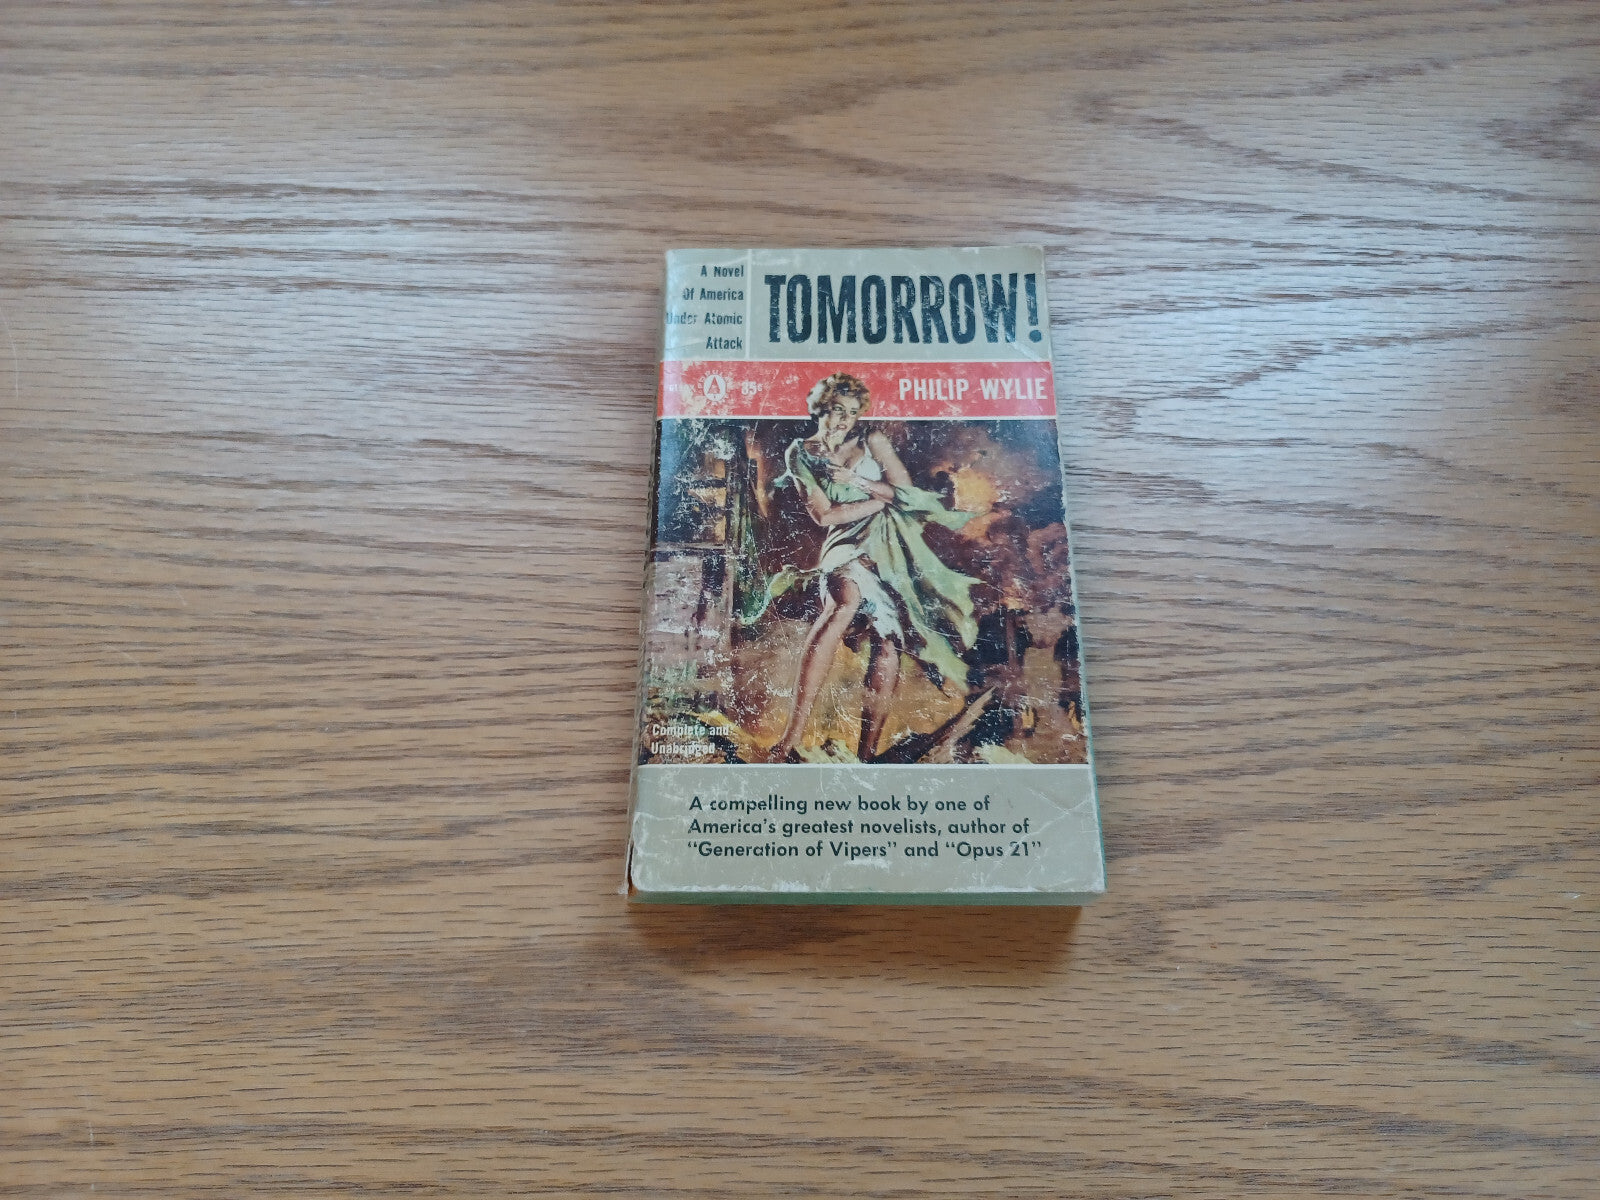 A Novel
Of America
Under Atomic
Attack
TOMORROW!
35¢
PHILIP WYLIE
Complete and
Unabridged
A compelling new book by one of
America's greatest novelists, author of
"Generation of Vipers" and "Opus 21"